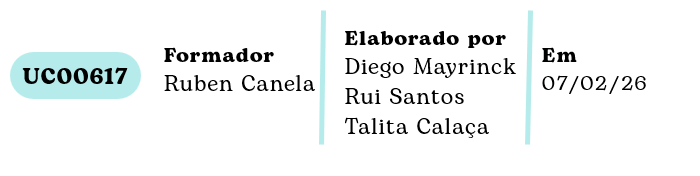 UC00617
Formador
Ruben Canela
Elaborado por
Diego Mayrinck
Rui Santos
Talita Calaça
Em
07/02/26